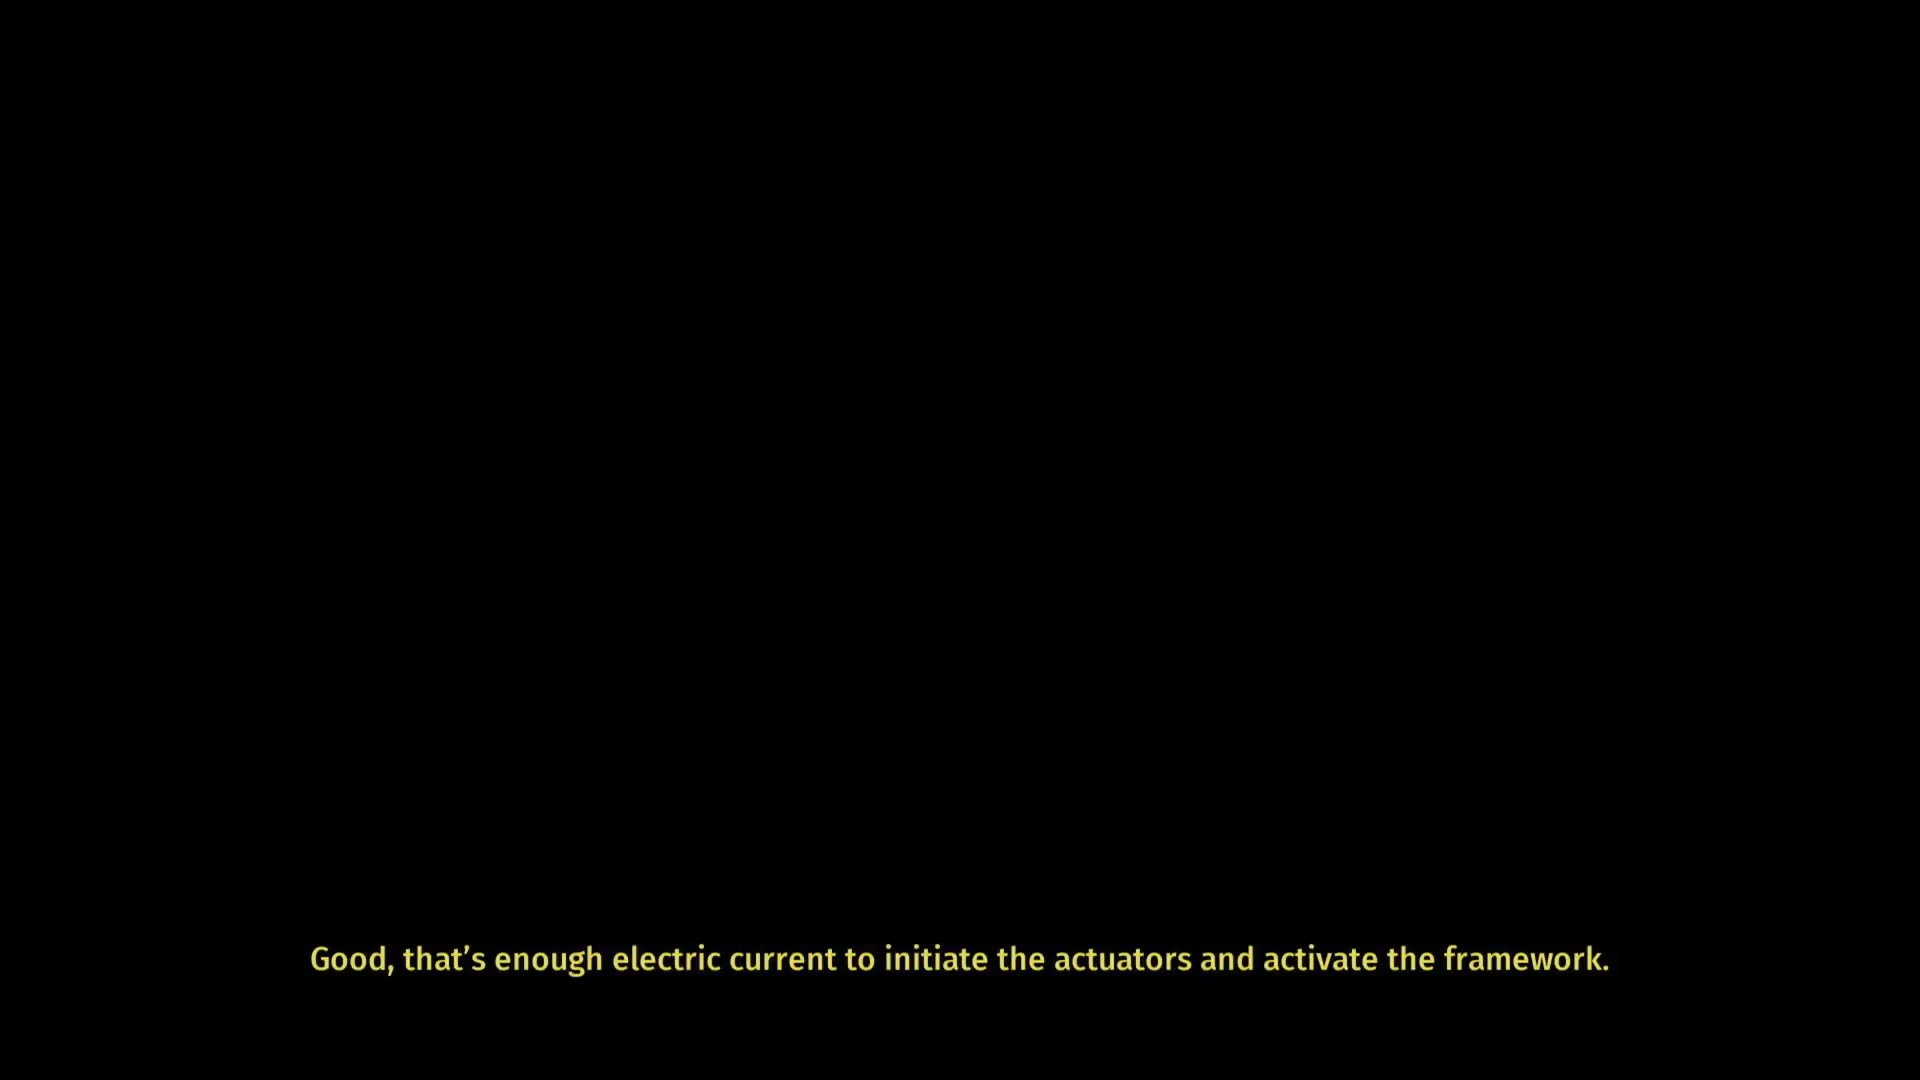 Good, that’s enough electric current to initiate the actuators and activate the framework.